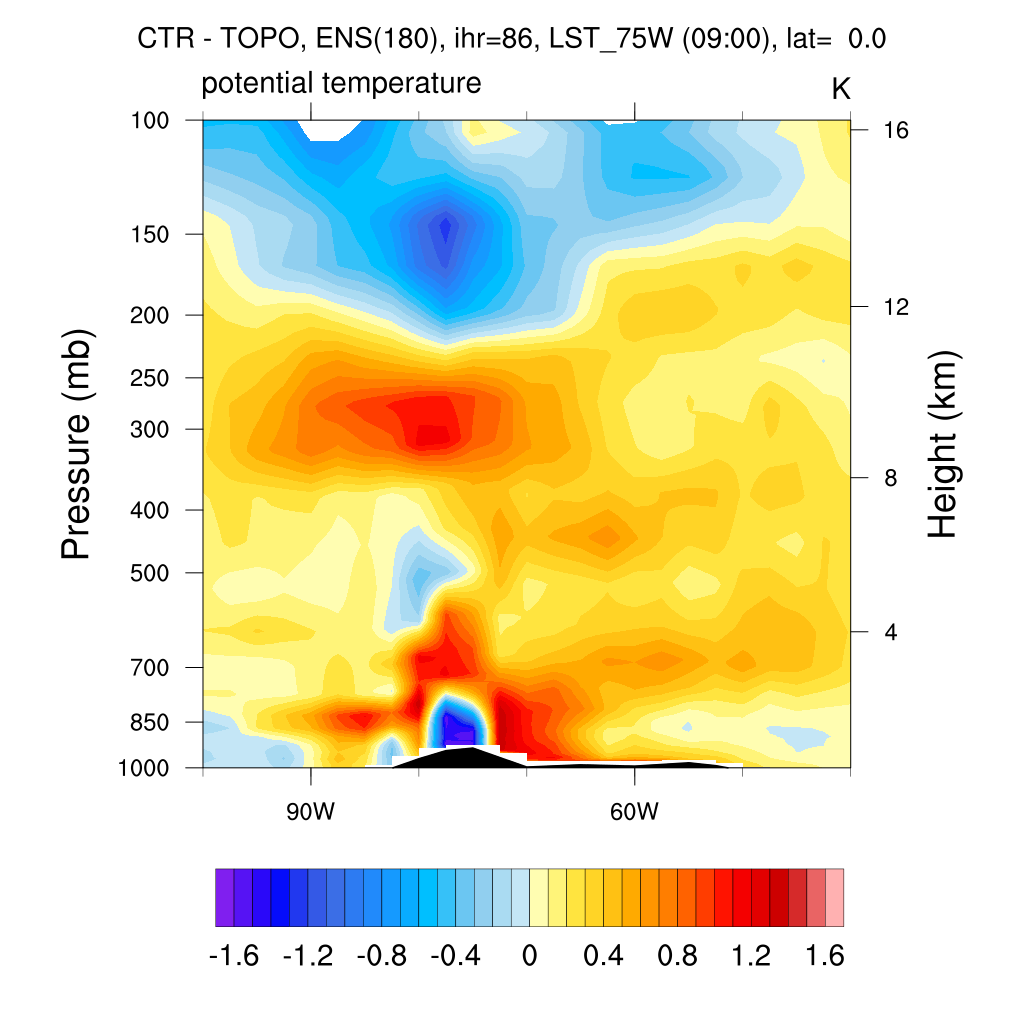 CTR - TOPO, ENS(180), ihr=86, LST_75W (09:00), lat=  0.0
potential temperature K
100
150
200
250
300
400
500
700
850
1000
Pressure (mb)
16
12
8
4
Height (km)
90W 60W
-1.6 -1.2 -0.8 -0.4 0 0.4 0.8 1.2 1.6